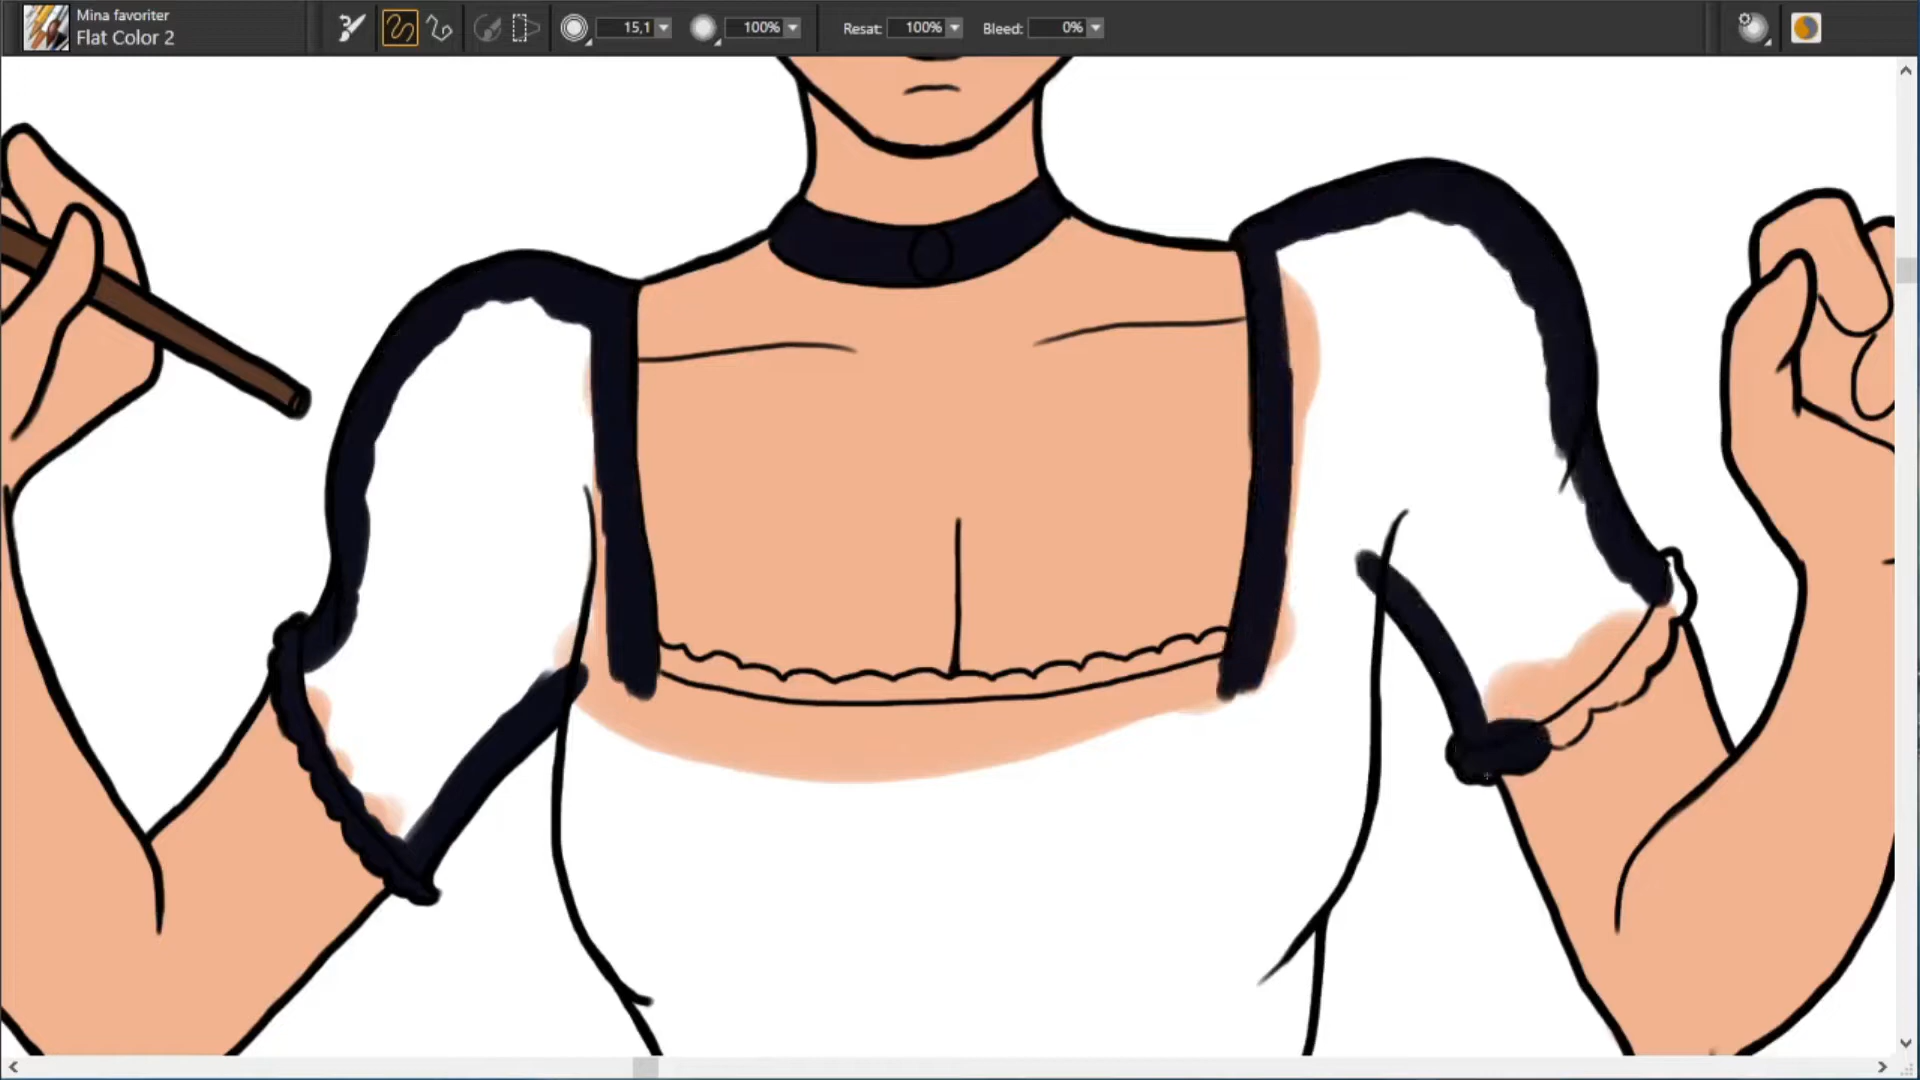 Mina favoriter
Flat Color 2
15,1
100%
Resat: 100%
Bleed: 0%